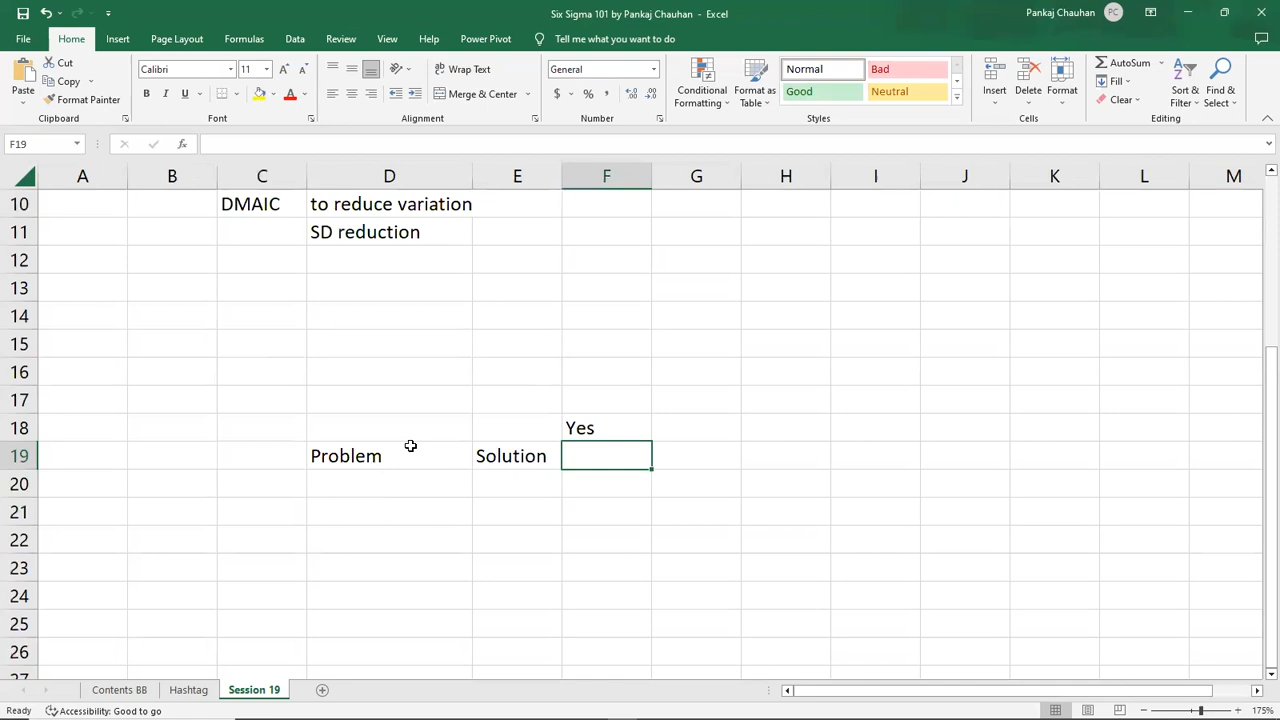 Six Sigma 101 by Pankaj Chauhan - Excel
Pankaj Chauhan PC
File Home Insert Page Layout Formulas Data Review View Help Power Pivot Tell me what you want to do
Paste
Cut
Copy
Format Painter
Clipboard
Calibri 11
B I U
Font
Wrap Text
Merge & Center
Alignment
General
$ % ,
Number
Conditional Formatting
Format as Table
Normal Bad
Good Neutral
Styles
Insert Delete Format
Cells
AutoSum
Fill
Clear
Sort & Filter
Find & Select
Editing
F19 fx
A B C D E F G H I J K L M
10 DMAIC to reduce variation
11 SD reduction
12
13
14
15
16
17
18 Yes
19 Problem Solution
20
21
22
23
24
25
26
27
Contents BB Hashtag Session 19
Ready Accessibility: Good to go 175%